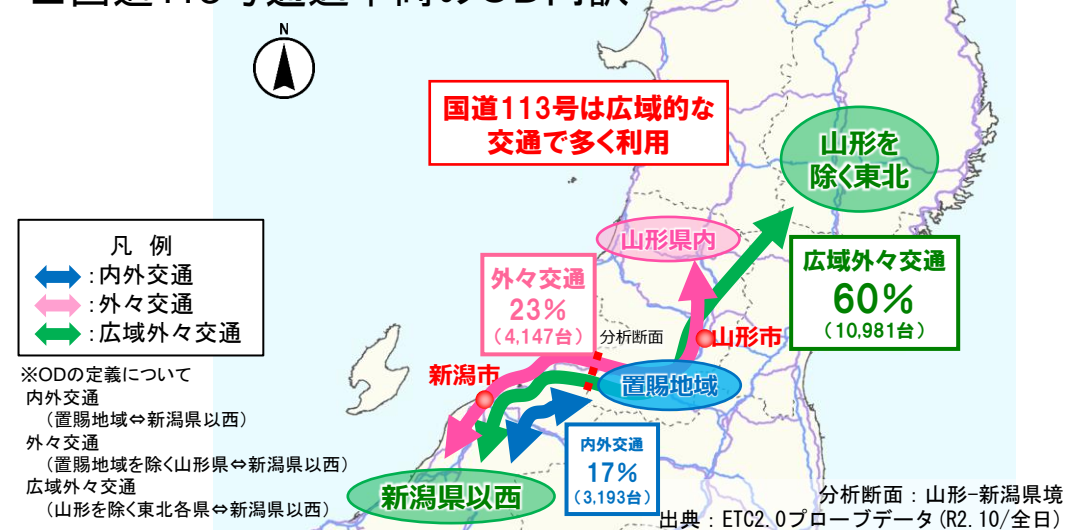 N
国道113号は広域的な
交通で多く利用
山形を
除く東北
山形県内
凡 例
:内外交通
:外々交通
:広域外々交通
外々交通
23%
(4,147台)
広域外々交通
60%
(10,981台)
分析断面
山形市
新潟市
置賜地域
※ODの定義について
内外交通
(置賜地域⇔新潟県以西)
外々交通
(置賜地域を除く山形県⇔新潟県以西)
広域外々交通
(山形を除く東北各県⇔新潟県以西)
内外交通
17%
(3,193台)
新潟県以西
分析断面:山形-新潟県境
出典:ETC2.0プローブデータ(R2.10/全日)